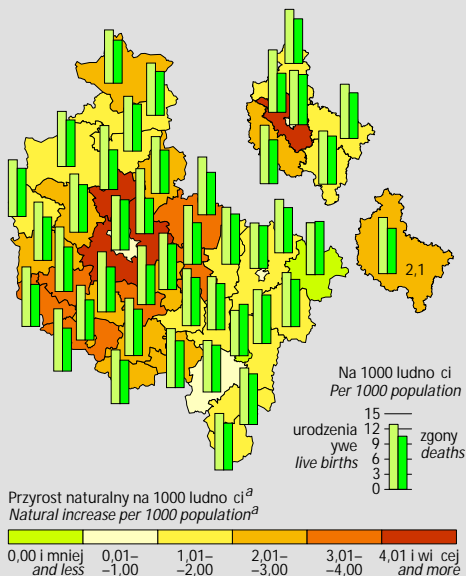 2,1
Na 1000 ludno ci
Per 1000 population
urodzenia
ywe
live births
15
12
9
6
3
0
zgony
deaths
Przyrost naturalny na 1000 ludno ciᵃ
Natural increase per 1000 populationᵃ
0,00 i mniej
and less
0,01–
–1,00
1,01–
–2,00
2,01–
–3,00
3,01–
–4,00
4,01 i wi cej
and more